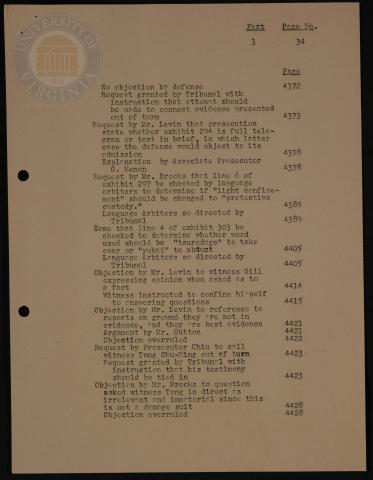 UNIVERSITY OF VIRGINIA
Part Page No.
3 34
Page
No objection by defense 4372
Request granted by Tribunal with
instruction that attempt should
be made to connect evidence presented
out of turn 4373
Request by Mr. Levin that prosecution
state whether exhibit 294 is full tele-
gram or text in brief, in which latter
case the defense would object to its
admission 4378
Explanation by Associate Prosecutor
G. Menon 4378
Request by Mr. Brooks that line 6 of
exhibit 297 be checked by language
arbiters to determine if "light confine-
ment" should be changed to "protective
custody." 4389
Language Arbiters so directed by
Tribunal 4389
Same that line 4 of exhibit 303 be
checked to determine whether word
used should be "tsuredasu" to take
away or "yukai" to abduct 4405
Language Arbiters so directed by
Tribunal 4405
Objection by Mr. Levin to witness Gill
expressing opinion when asked as to
a fact 4414
Witness instructed to confine himself
to answering questions 4415
Objection by Mr. Levin to reference to
reports on ground they are not in
evidence, and they are best evidence 4421
Argument by Mr. Sutton 4421
Objection overruled 4422
Request by Prosecutor Chiu to call
witness Tong Shu-Ming out of turn 4423
Request granted by Tribunal with
instruction that his testimony
should be tied in 4423
Objection by Mr. Brooks to question
asked witness Tong in direct as
irrelevant and immaterial since this
is not a damage suit 4428
Objection overruled 4428